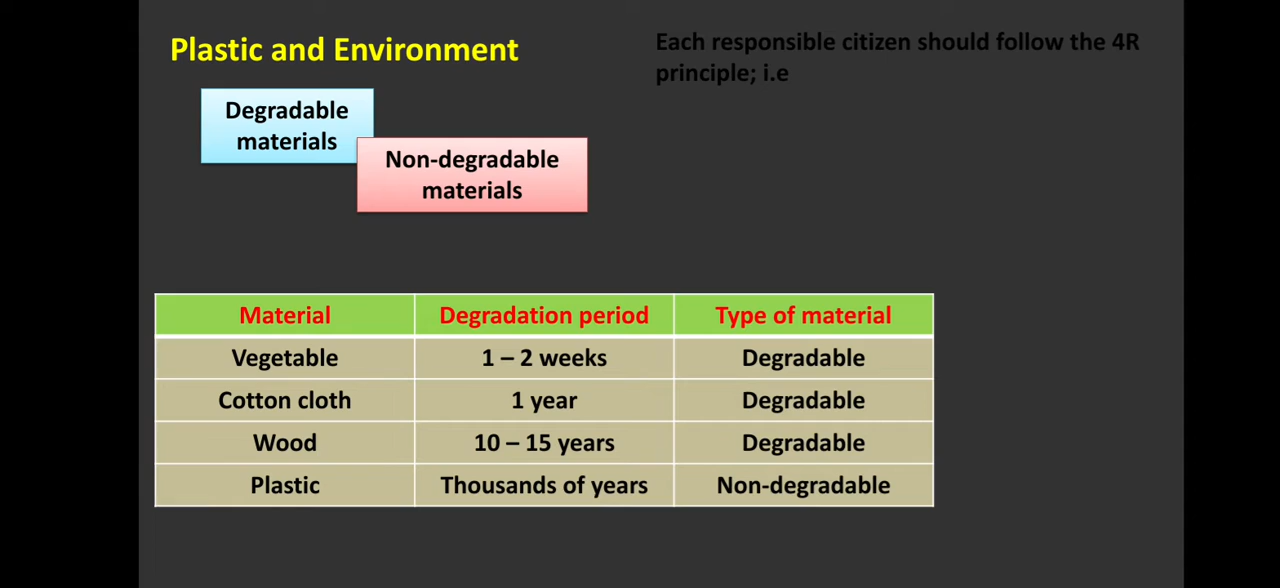 Plastic and Environment
Each responsible citizen should follow the 4R
principle; i.e
Degradable
materials
Non-degradable
materials
Material Degradation period Type of material
Vegetable 1 – 2 weeks Degradable
Cotton cloth 1 year Degradable
Wood 10 – 15 years Degradable
Plastic Thousands of years Non-degradable